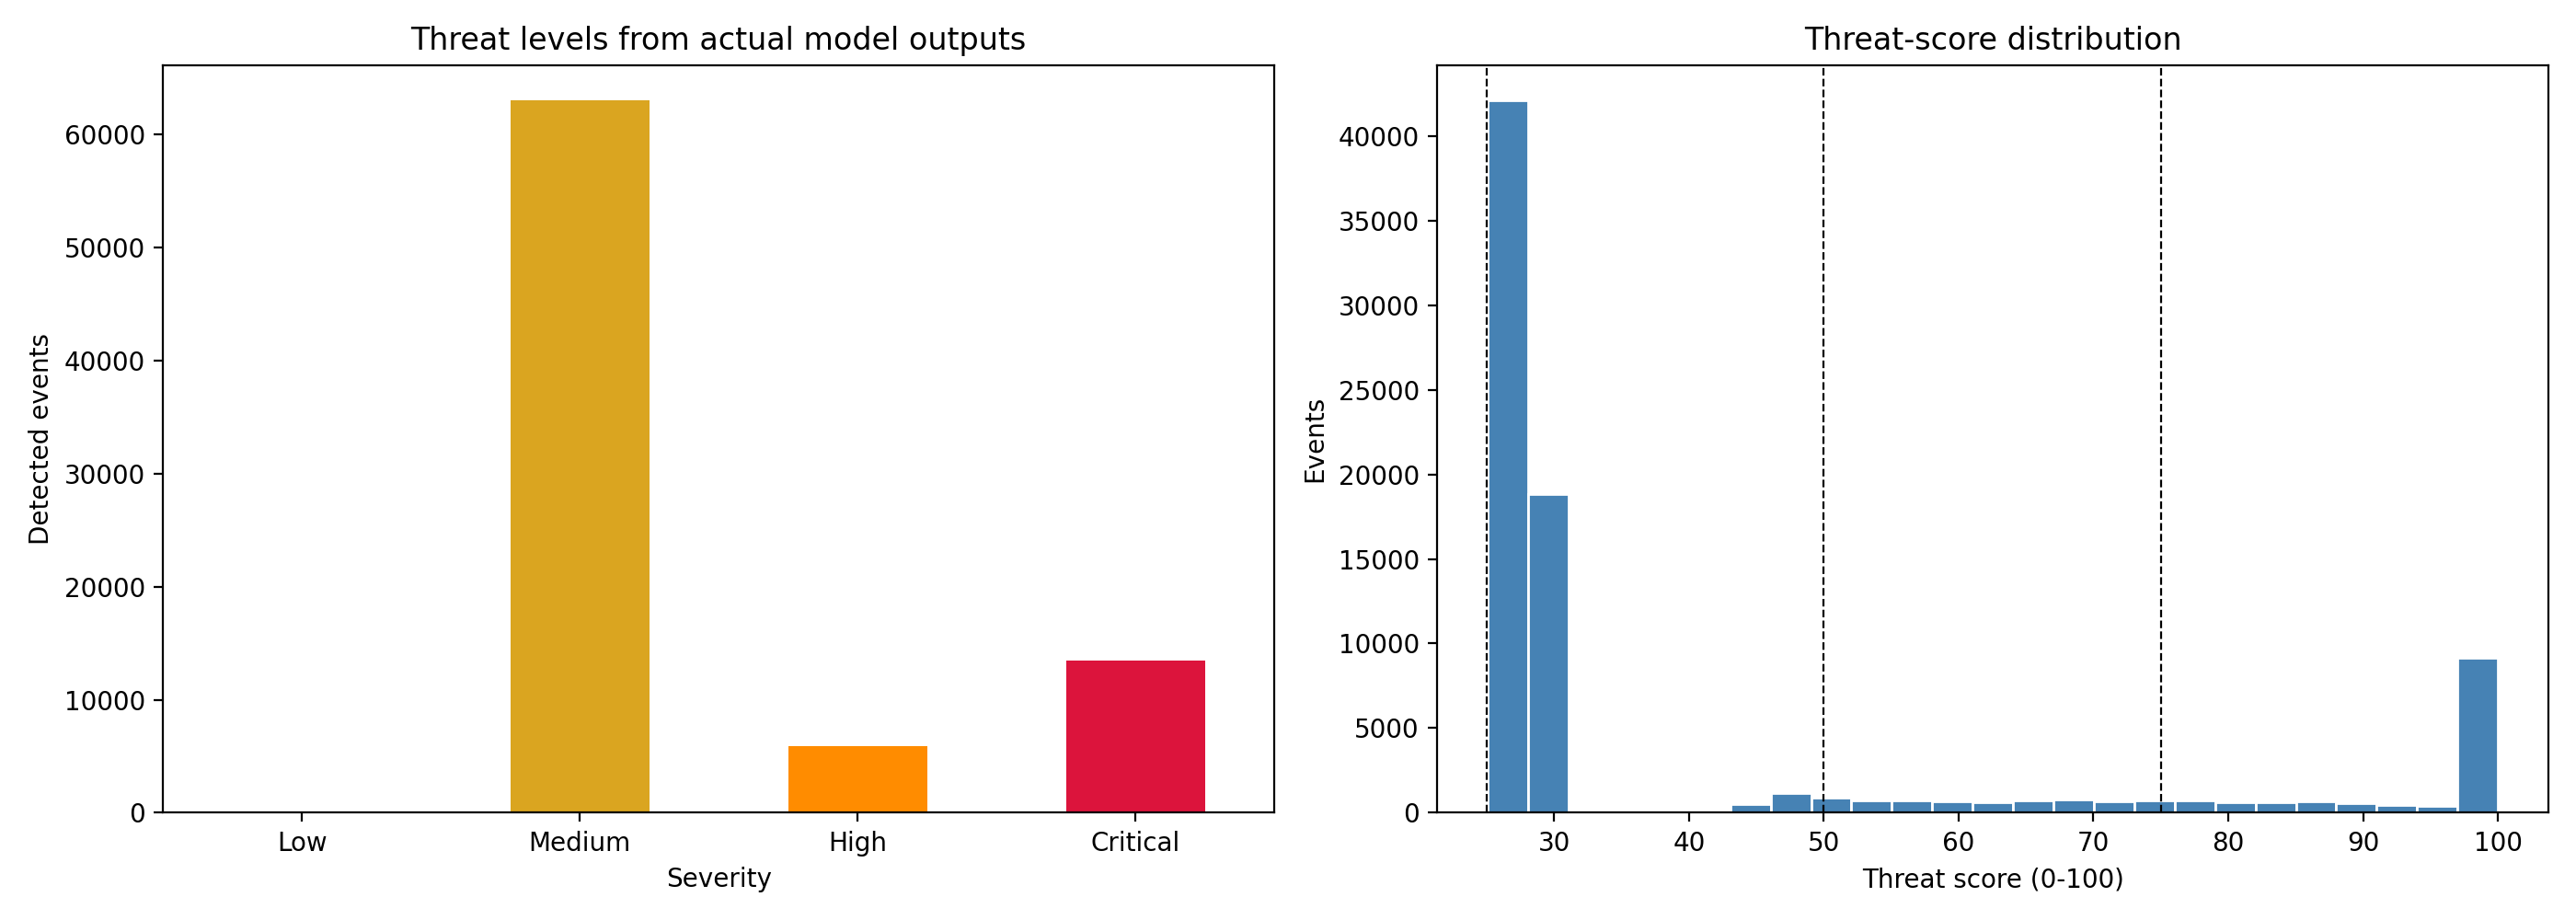 Threat levels from actual model outputs
Detected events
60000
50000
40000
30000
20000
10000
0
Low Medium High Critical
Severity
Threat-score distribution
Events
40000
35000
30000
25000
20000
15000
10000
5000
0
30 40 50 60 70 80 90 100
Threat score (0-100)